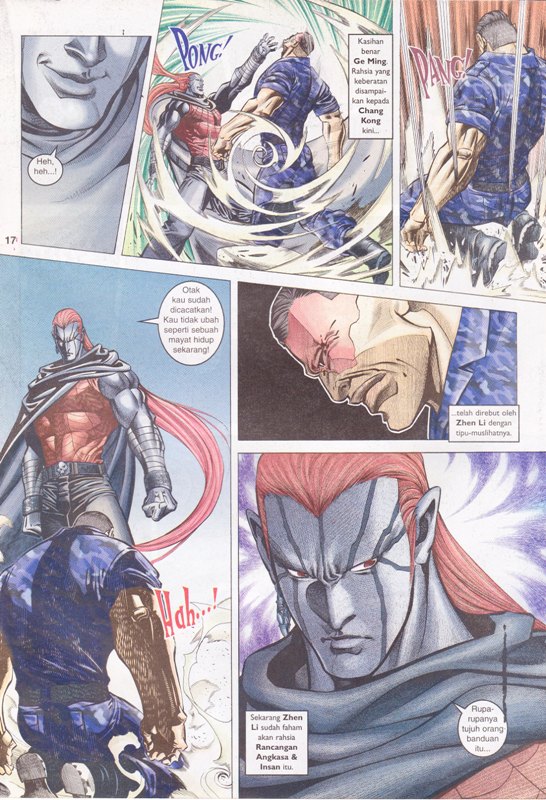 Heh,
heh...!
PONG!
Kasihan
benar
Ge Ming.
Rahsia yang
keberatan
disampai-
kan kepada
Chang
Kong
kini...
PANG!
17
Otak
kau sudah
dicacatkan!
Kau tidak ubah
seperti sebuah
mayat hidup
sekarang!
...telah direbut oleh
Zhen Li dengan
tipu-muslihatnya.
Hah...!
Sekarang Zhen
Li sudah faham
akan rahsia
Rancangan
Angkasa &
Insan itu.
Rupa-
rupanya
tujuh orang
banduan
itu...